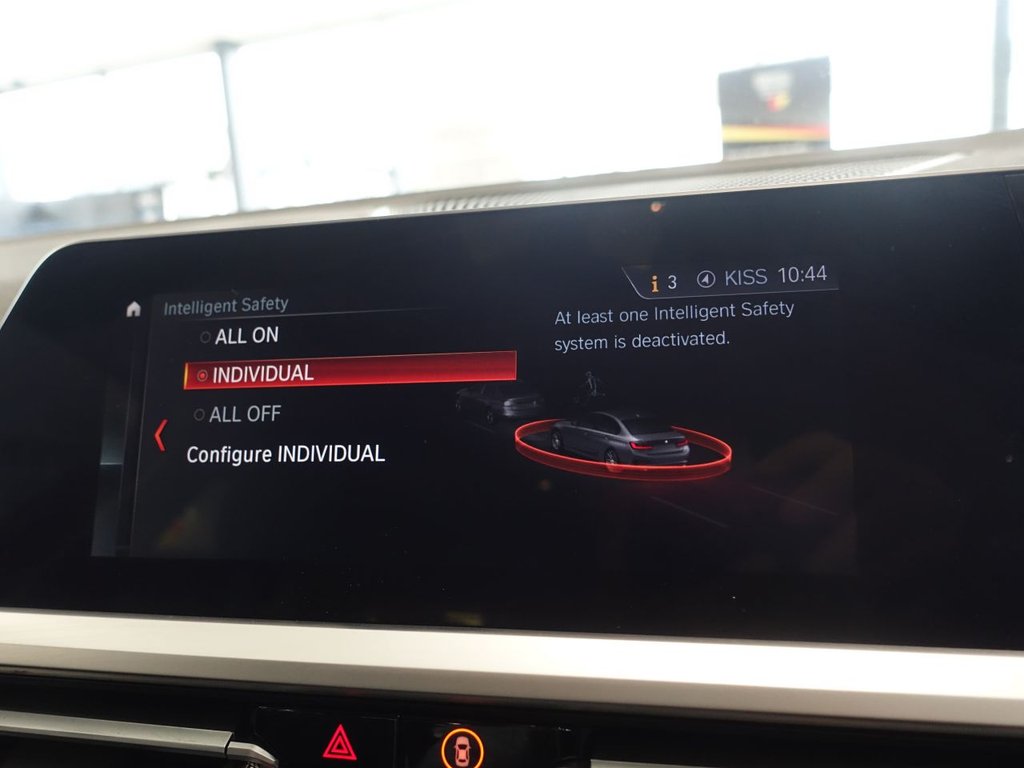 3 KISS 10:44
Intelligent Safety
ALL ON
INDIVIDUAL
ALL OFF
Configure INDIVIDUAL
At least one Intelligent Safety
system is deactivated.